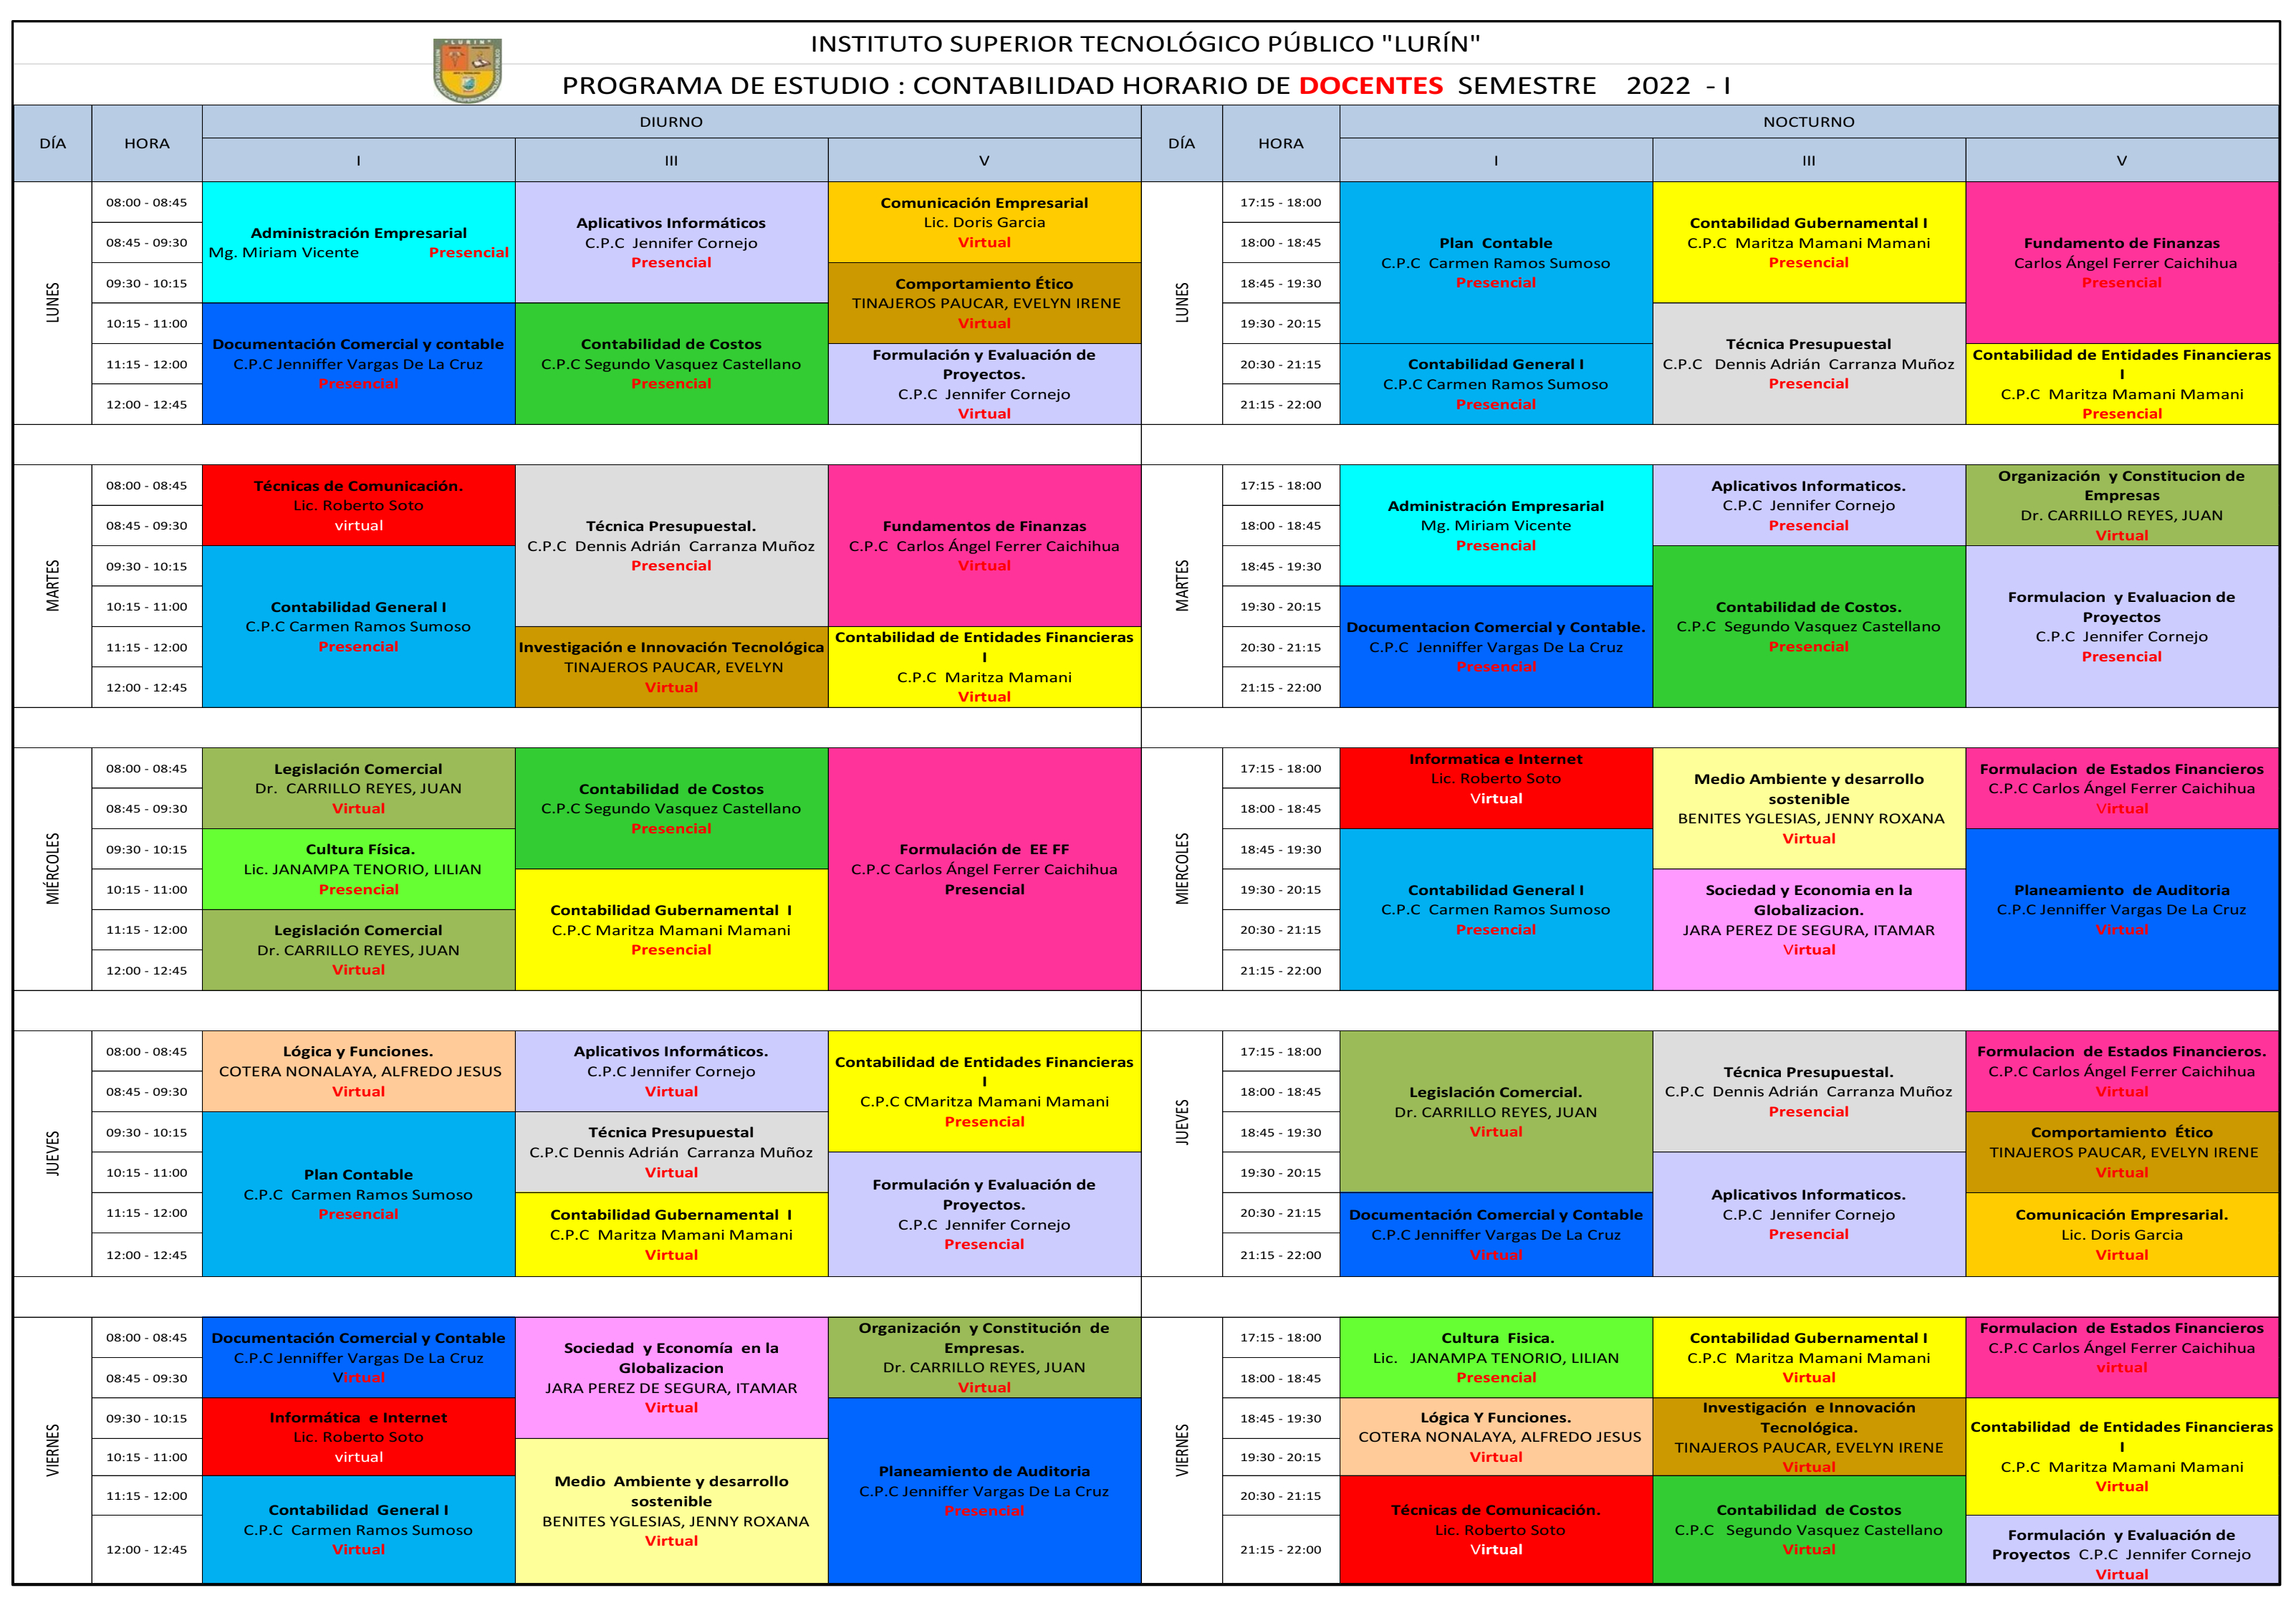 INSTITUTO SUPERIOR TECNOLÓGICO PÚBLICO "LURÍN"
PROGRAMA DE ESTUDIO : CONTABILIDAD HORARIO DE DOCENTES SEMESTRE 2022 - I
DÍA
HORA
DIURNO
I
III
V
DÍA
HORA
NOCTURNO
I
III
V
LUNES
08:00 - 08:45
08:45 - 09:30
09:30 - 10:15
10:15 - 11:00
11:15 - 12:00
12:00 - 12:45
Administración Empresarial
Mg. Miriam Vicente Presencial
Documentación Comercial y contable
C.P.C Jenniffer Vargas De La Cruz
Presencial
Aplicativos Informáticos
C.P.C Jennifer Cornejo
Presencial
Contabilidad de Costos
C.P.C Segundo Vasquez Castellano
Presencial
Comunicación Empresarial
Lic. Doris Garcia
Virtual
Comportamiento Ético
TINAJEROS PAUCAR, EVELYN IRENE
Virtual
Formulación y Evaluación de
Proyectos.
C.P.C Jennifer Cornejo
Virtual
LUNES
17:15 - 18:00
18:00 - 18:45
18:45 - 19:30
19:30 - 20:15
20:30 - 21:15
21:15 - 22:00
Plan Contable
C.P.C Carmen Ramos Sumoso
Presencial
Contabilidad General I
C.P.C Carmen Ramos Sumoso
Presencial
Contabilidad Gubernamental I
C.P.C Maritza Mamani Mamani
Presencial
Técnica Presupuestal
C.P.C Dennis Adrián Carranza Muñoz
Presencial
Fundamento de Finanzas
Carlos Ángel Ferrer Caichihua
Presencial
Contabilidad de Entidades Financieras
I
C.P.C Maritza Mamani Mamani
Presencial
MARTES
08:00 - 08:45
08:45 - 09:30
09:30 - 10:15
10:15 - 11:00
11:15 - 12:00
12:00 - 12:45
Técnicas de Comunicación.
Lic. Roberto Soto
virtual
Contabilidad General I
C.P.C Carmen Ramos Sumoso
Presencial
Técnica Presupuestal.
C.P.C Dennis Adrián Carranza Muñoz
Presencial
Investigación e Innovación Tecnológica
TINAJEROS PAUCAR, EVELYN
Virtual
Fundamentos de Finanzas
C.P.C Carlos Ángel Ferrer Caichihua
Virtual
Contabilidad de Entidades Financieras
I
C.P.C Maritza Mamani
Virtual
MARTES
17:15 - 18:00
18:00 - 18:45
18:45 - 19:30
19:30 - 20:15
20:30 - 21:15
21:15 - 22:00
Administración Empresarial
Mg. Miriam Vicente
Presencial
Documentacion Comercial y Contable.
C.P.C Jenniffer Vargas De La Cruz
Presencial
Aplicativos Informaticos.
C.P.C Jennifer Cornejo
Presencial
Contabilidad de Costos.
C.P.C Segundo Vasquez Castellano
Presencial
Organización y Constitucion de
Empresas
Dr. CARRILLO REYES, JUAN
Virtual
Formulacion y Evaluacion de
Proyectos
C.P.C Jennifer Cornejo
Presencial
MIÉRCOLES
08:00 - 08:45
08:45 - 09:30
09:30 - 10:15
10:15 - 11:00
11:15 - 12:00
12:00 - 12:45
Legislación Comercial
Dr. CARRILLO REYES, JUAN
Virtual
Cultura Física.
Lic. JANAMPA TENORIO, LILIAN
Presencial
Legislación Comercial
Dr. CARRILLO REYES, JUAN
Virtual
Contabilidad de Costos
C.P.C Segundo Vasquez Castellano
Presencial
Contabilidad Gubernamental I
C.P.C Maritza Mamani Mamani
Presencial
Formulación de EE FF
C.P.C Carlos Ángel Ferrer Caichihua
Presencial
MIERCOLES
17:15 - 18:00
18:00 - 18:45
18:45 - 19:30
19:30 - 20:15
20:30 - 21:15
21:15 - 22:00
Informatica e Internet
Lic. Roberto Soto
Virtual
Contabilidad General I
C.P.C Carmen Ramos Sumoso
Presencial
Medio Ambiente y desarrollo
sostenible
BENITES YGLESIAS, JENNY ROXANA
Virtual
Sociedad y Economia en la
Globalizacion.
JARA PEREZ DE SEGURA, ITAMAR
Virtual
Formulacion de Estados Financieros
C.P.C Carlos Ángel Ferrer Caichihua
Virtual
Planeamiento de Auditoria
C.P.C Jenniffer Vargas De La Cruz
Virtual
JUEVES
08:00 - 08:45
08:45 - 09:30
09:30 - 10:15
10:15 - 11:00
11:15 - 12:00
12:00 - 12:45
Lógica y Funciones.
COTERA NONALAYA, ALFREDO JESUS
Virtual
Plan Contable
C.P.C Carmen Ramos Sumoso
Presencial
Aplicativos Informáticos.
C.P.C Jennifer Cornejo
Virtual
Técnica Presupuestal
C.P.C Dennis Adrián Carranza Muñoz
Virtual
Contabilidad Gubernamental I
C.P.C Maritza Mamani Mamani
Virtual
Contabilidad de Entidades Financieras
I
C.P.C CMaritza Mamani Mamani
Presencial
Formulación y Evaluación de
Proyectos.
C.P.C Jennifer Cornejo
Presencial
JUEVES
17:15 - 18:00
18:00 - 18:45
18:45 - 19:30
19:30 - 20:15
20:30 - 21:15
21:15 - 22:00
Legislación Comercial.
Dr. CARRILLO REYES, JUAN
Virtual
Documentación Comercial y Contable
C.P.C Jenniffer Vargas De La Cruz
Virtual
Técnica Presupuestal.
C.P.C Dennis Adrián Carranza Muñoz
Presencial
Aplicativos Informaticos.
C.P.C Jennifer Cornejo
Presencial
Formulacion de Estados Financieros.
C.P.C Carlos Ángel Ferrer Caichihua
Virtual
Comportamiento Ético
TINAJEROS PAUCAR, EVELYN IRENE
Virtual
Comunicación Empresarial.
Lic. Doris Garcia
Virtual
VIERNES
08:00 - 08:45
08:45 - 09:30
09:30 - 10:15
10:15 - 11:00
11:15 - 12:00
12:00 - 12:45
Documentación Comercial y Contable
C.P.C Jenniffer Vargas De La Cruz
Virtual
Informática e Internet
Lic. Roberto Soto
virtual
Contabilidad General I
C.P.C Carmen Ramos Sumoso
Virtual
Sociedad y Economía en la
Globalizacion
JARA PEREZ DE SEGURA, ITAMAR
Virtual
Medio Ambiente y desarrollo
sostenible
BENITES YGLESIAS, JENNY ROXANA
Virtual
Organización y Constitución de
Empresas.
Dr. CARRILLO REYES, JUAN
Virtual
Planeamiento de Auditoria
C.P.C Jenniffer Vargas De La Cruz
Presencial
VIERNES
17:15 - 18:00
18:00 - 18:45
18:45 - 19:30
19:30 - 20:15
20:30 - 21:15
21:15 - 22:00
Cultura Fisica.
Lic. JANAMPA TENORIO, LILIAN
Presencial
Lógica Y Funciones.
COTERA NONALAYA, ALFREDO JESUS
Virtual
Técnicas de Comunicación.
Lic. Roberto Soto
Virtual
Contabilidad Gubernamental I
C.P.C Maritza Mamani Mamani
Virtual
Investigación e Innovación
Tecnológica.
TINAJEROS PAUCAR, EVELYN IRENE
Virtual
Contabilidad de Costos
C.P.C Segundo Vasquez Castellano
Virtual
Formulacion de Estados Financieros
C.P.C Carlos Ángel Ferrer Caichihua
virtual
Contabilidad de Entidades Financieras
I
C.P.C Maritza Mamani Mamani
Virtual
Formulación y Evaluación de
Proyectos C.P.C Jennifer Cornejo
Virtual